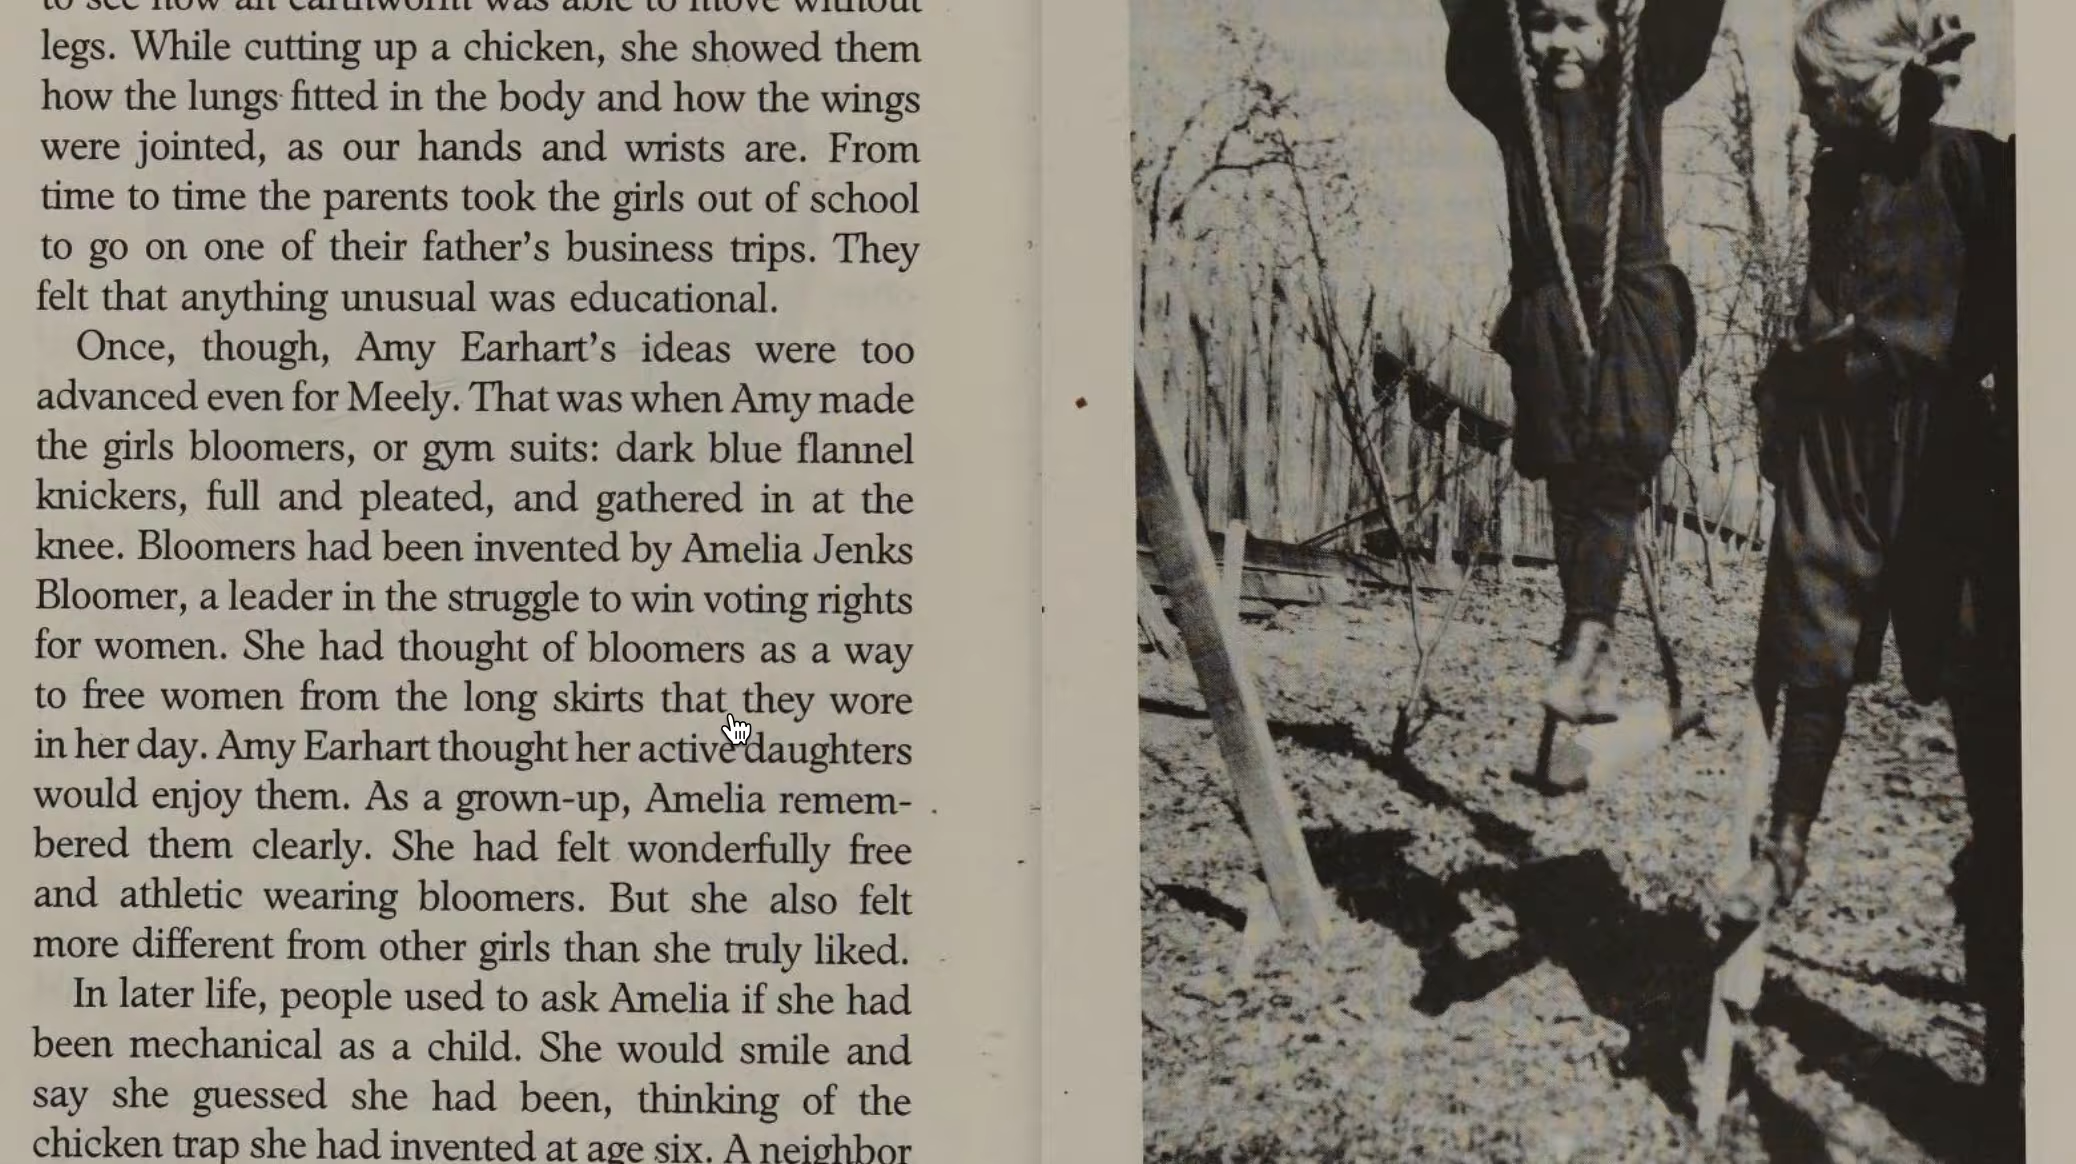 to see how an earthworm was able to move without
legs. While cutting up a chicken, she showed them
how the lungs fitted in the body and how the wings
were jointed, as our hands and wrists are. From
time to time the parents took the girls out of school
to go on one of their father’s business trips. They
felt that anything unusual was educational.
Once, though, Amy Earhart’s ideas were too
advanced even for Meely. That was when Amy made
the girls bloomers, or gym suits: dark blue flannel
knickers, full and pleated, and gathered in at the
knee. Bloomers had been invented by Amelia Jenks
Bloomer, a leader in the struggle to win voting rights
for women. She had thought of bloomers as a way
to free women from the long skirts that they wore
in her day. Amy Earhart thought her active daughters
would enjoy them. As a grown-up, Amelia remem-
bered them clearly. She had felt wonderfully free
and athletic wearing bloomers. But she also felt
more different from other girls than she truly liked.
In later life, people used to ask Amelia if she had
been mechanical as a child. She would smile and
say she guessed she had been, thinking of the
chicken trap she had invented at age six. A neighbor